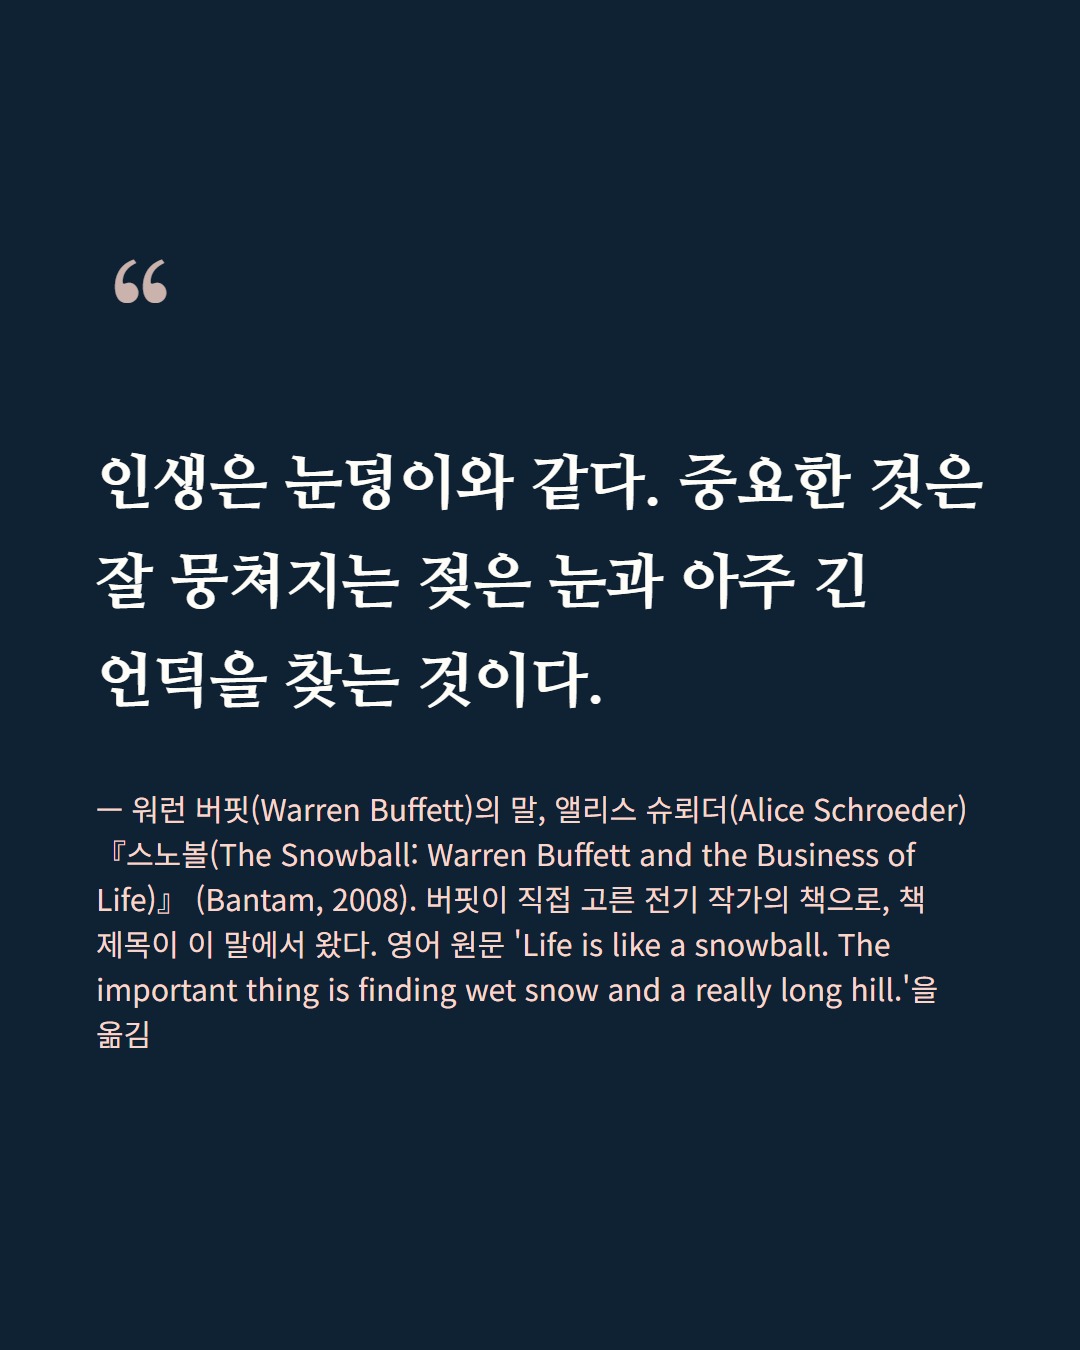 “
인생은 눈덩이와 같다. 중요한 것은
잘 뭉쳐지는 젖은 눈과 아주 긴
언덕을 찾는 것이다.
— 워런 버핏(Warren Buffett)의 말, 앨리스 슈뢰더(Alice Schroeder)
『스노볼(The Snowball: Warren Buffett and the Business of
Life)』 (Bantam, 2008). 버핏이 직접 고른 전기 작가의 책으로, 책
제목이 이 말에서 왔다. 영어 원문 'Life is like a snowball. The
important thing is finding wet snow and a really long hill.'을
옮김